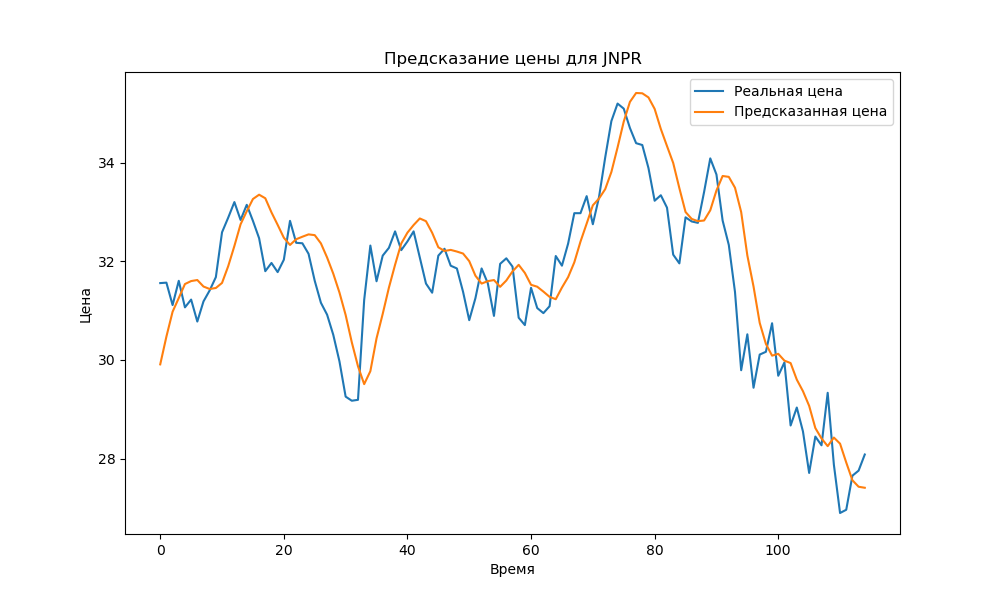 Предсказание цены для JNPR
Реальная цена
Предсказанная цена
Цена
34
32
30
28
0 20 40 60 80 100
Время